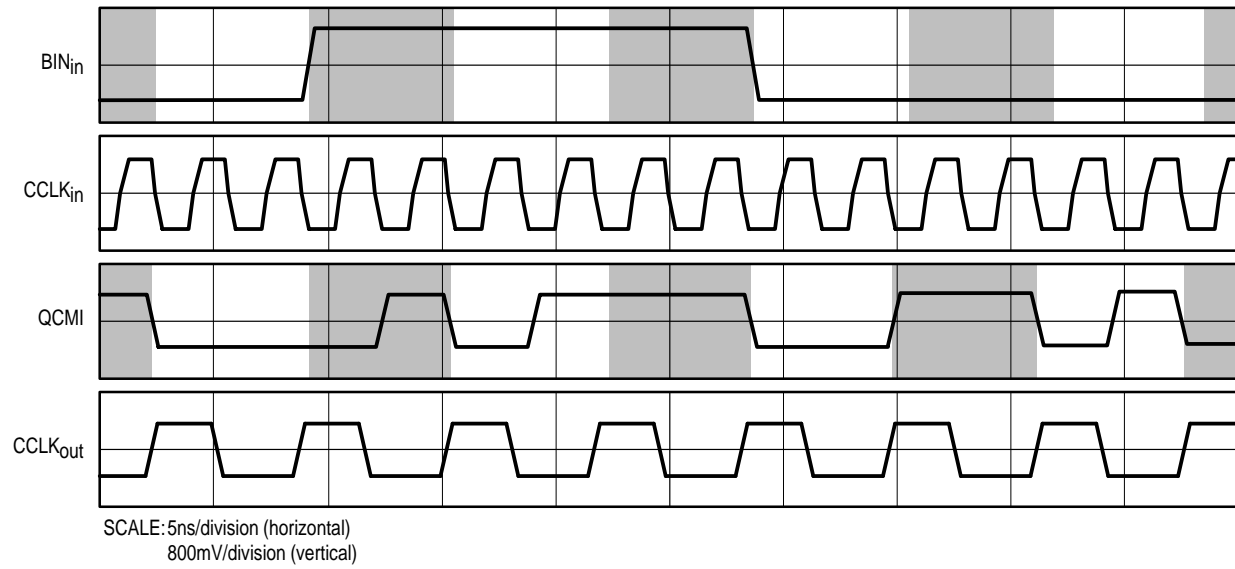 BINin
CCLKin
QCMI
CCLKout
SCALE: 5ns/division (horizontal)
800mV/division (vertical)